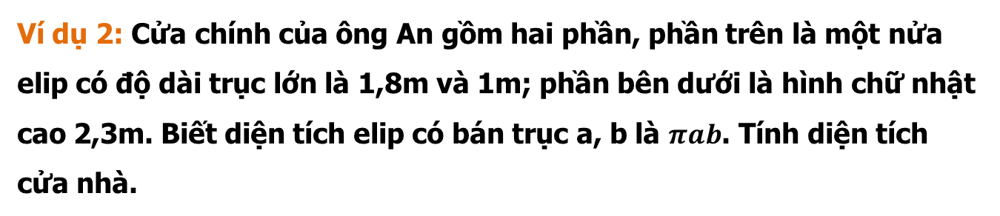 Ví dụ 2: Cửa chính của ông An gồm hai phần, phần trên là một nửa
elip có độ dài trục lớn là 1,8m và 1m; phần bên dưới là hình chữ nhật
cao 2,3m. Biết diện tích elip có bán trục a, b là 𝝅𝒂𝒃. Tính diện tích
cửa nhà.